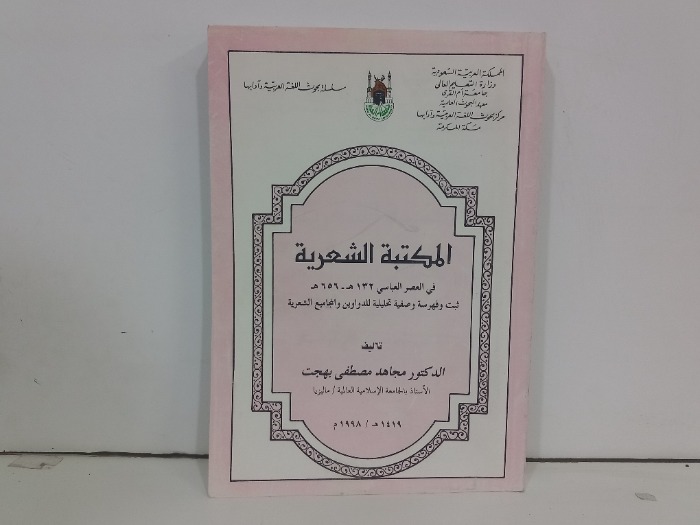 المملكة العربية السعودية
وزارة التعليم العالي
جامعة أم القرى
معهد البحوث العلمية
مركز بحوث اللغة العربية وآدابها
مكة المكرمة
سلسلة بحوث اللغة العربية وآدابها
المكتبة الشعرية
في العصر العباسي ١٣٢ هـ - ٦٥٦ هـ
ثبت وفهرسة وصفية تحليلية للدواوين والمجاميع الشعرية
تأليف
الدكتور مجاهد مصطفى بهجت
الأستاذ بالجامعة الإسلامية العالمية / ماليزيا
١٤١٩ هـ / ١٩٩٨ م